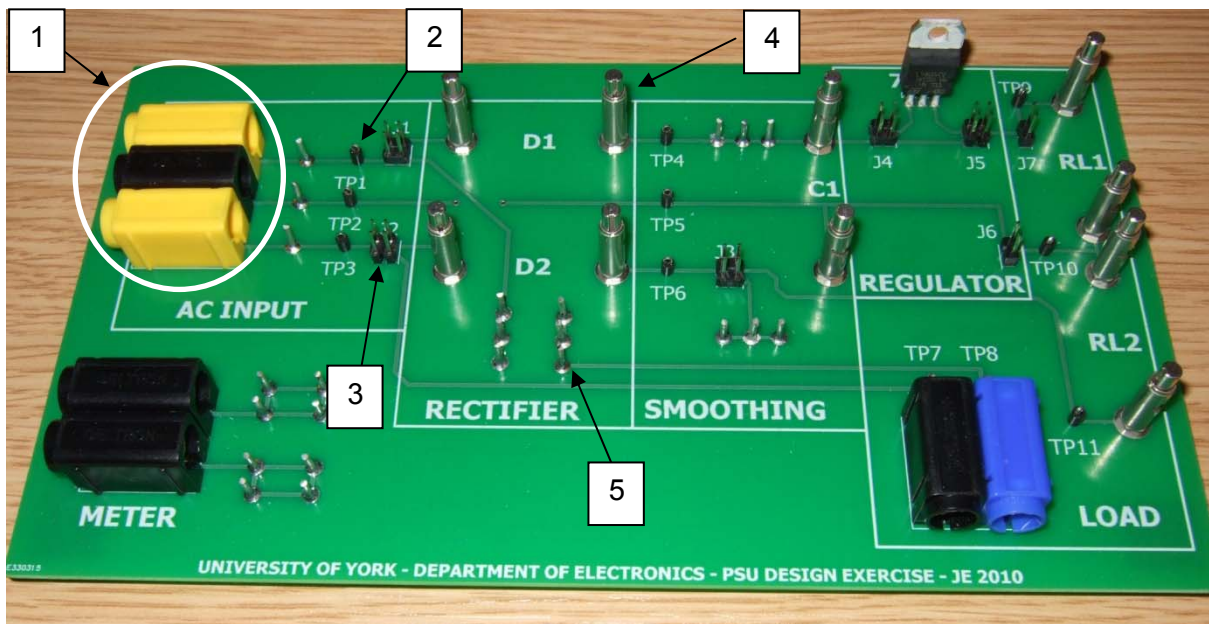 1
2
4
D1
TP9
TP4
J4
J5
J7
RL1
TP1
C1
TP2
TP5
J6
TP3
D2
J3
TP10
AC INPUT
TP6
REGULATOR
RL2
3
TP7 TP8
RECTIFIER
SMOOTHING
TP11
5
METER
LOAD
UNIVERSITY OF YORK - DEPARTMENT OF ELECTRONICS - PSU DESIGN EXERCISE - JE 2010
E330315